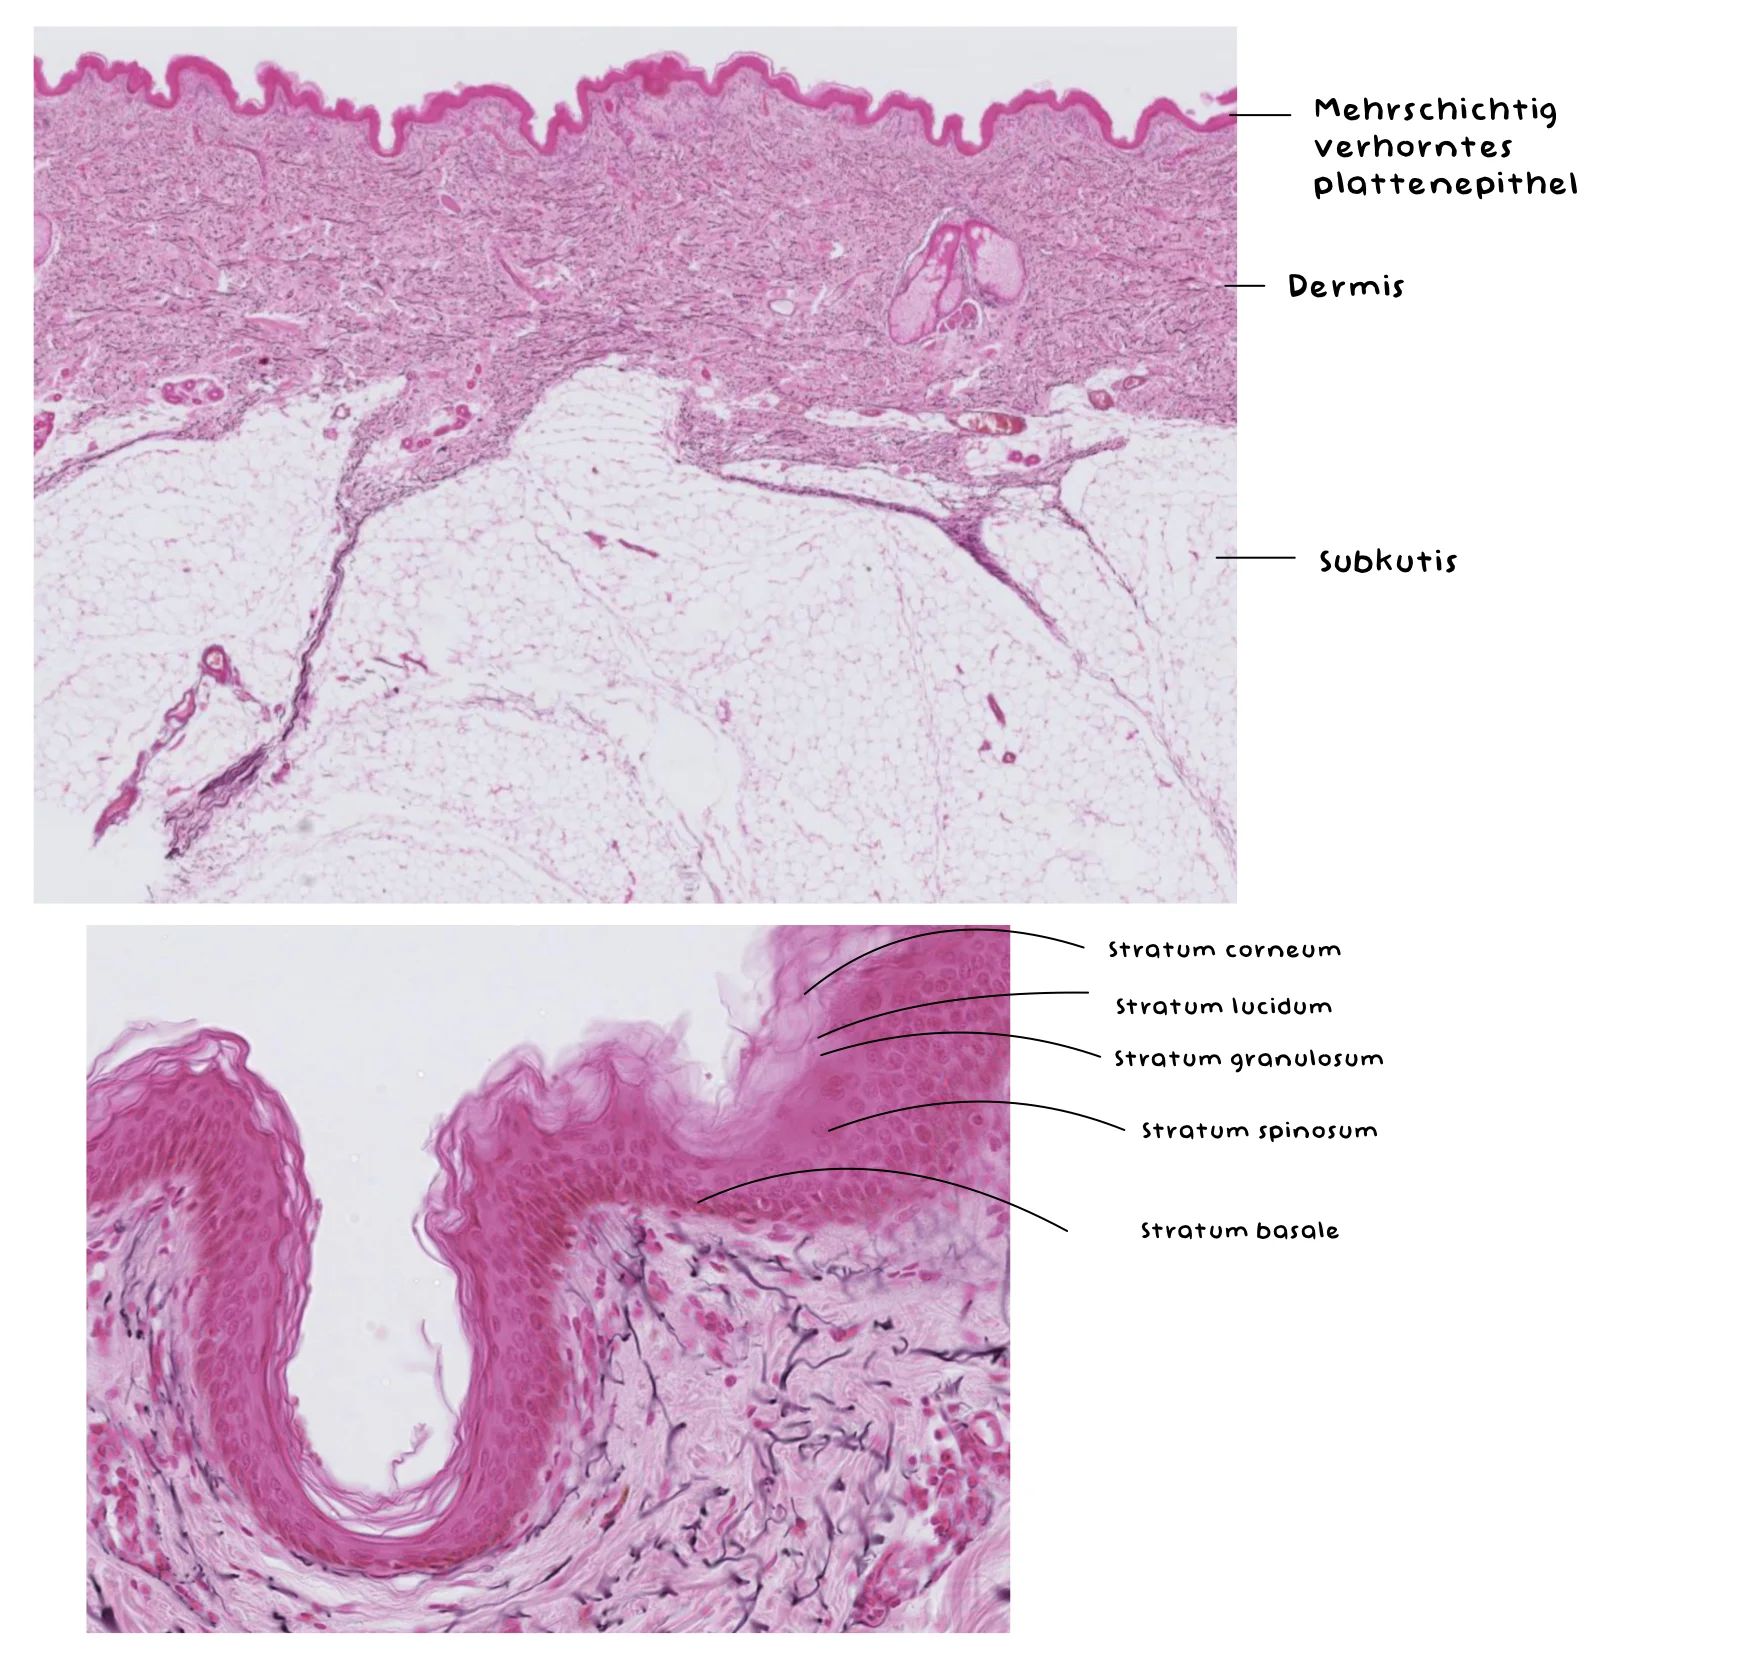 Mehrschichtig
verhorntes
plattenepithel
Dermis
Subkutis
Stratum corneum
Stratum lucidum
Stratum granulosum
Stratum spinosum
Stratum basale